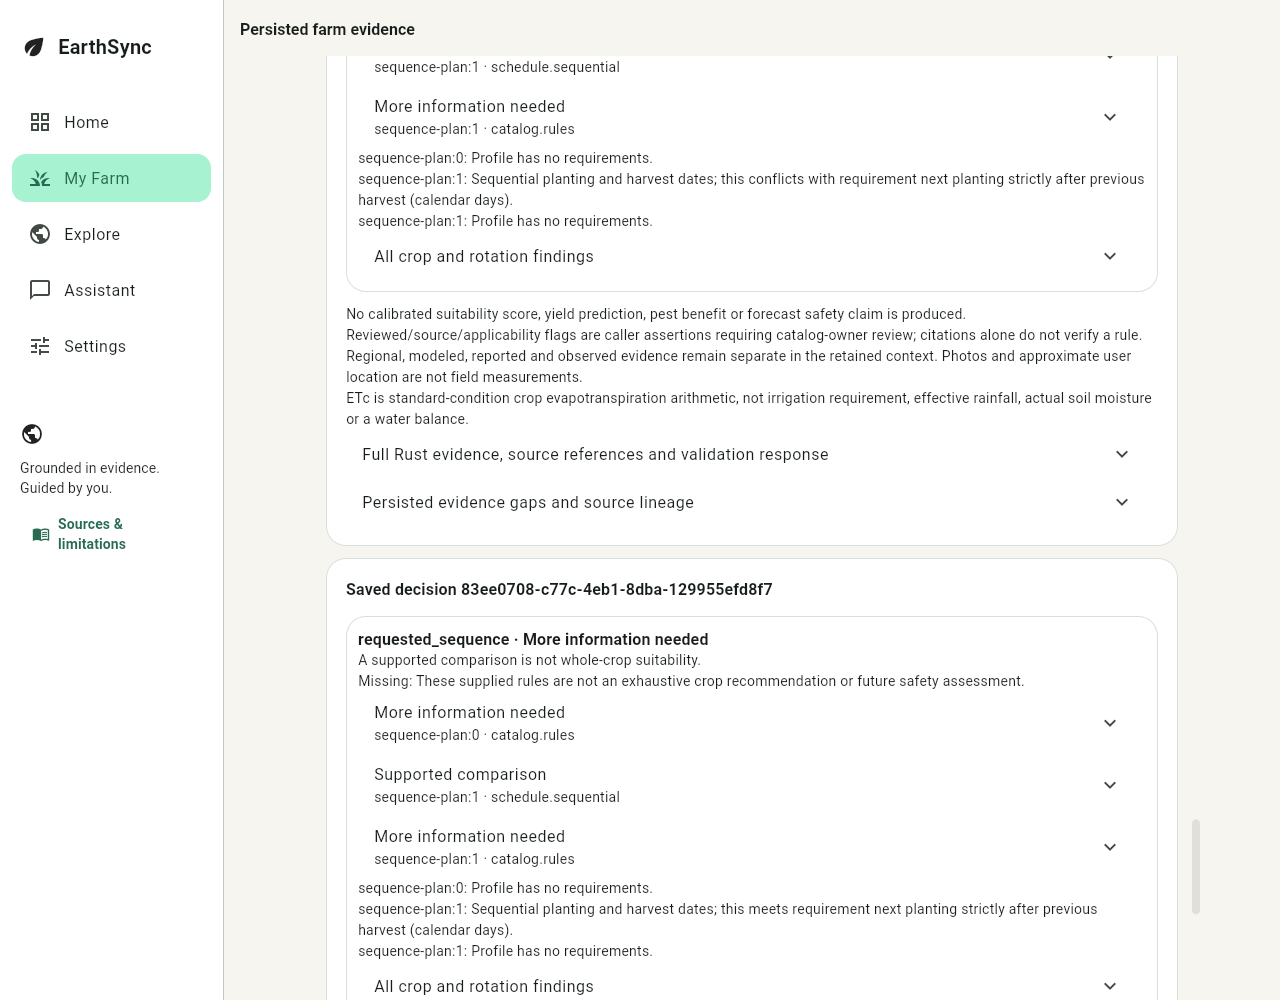 EarthSync
Home
My Farm
Explore
Assistant
Settings
Grounded in evidence.
Guided by you.
Sources &
limitations
Persisted farm evidence
sequence-plan:1 · schedule.sequential
More information needed
sequence-plan:1 · catalog.rules
sequence-plan:0: Profile has no requirements.
sequence-plan:1: Sequential planting and harvest dates; this conflicts with requirement next planting strictly after previous
harvest (calendar days).
sequence-plan:1: Profile has no requirements.
All crop and rotation findings
No calibrated suitability score, yield prediction, pest benefit or forecast safety claim is produced.
Reviewed/source/applicability flags are caller assertions requiring catalog-owner review; citations alone do not verify a rule.
Regional, modeled, reported and observed evidence remain separate in the retained context. Photos and approximate user
location are not field measurements.
ETc is standard-condition crop evapotranspiration arithmetic, not irrigation requirement, effective rainfall, actual soil moisture
or a water balance.
Full Rust evidence, source references and validation response
Persisted evidence gaps and source lineage
Saved decision 83ee0708-c77c-4eb1-8dba-129955efd8f7
requested_sequence · More information needed
A supported comparison is not whole-crop suitability.
Missing: These supplied rules are not an exhaustive crop recommendation or future safety assessment.
More information needed
sequence-plan:0 · catalog.rules
Supported comparison
sequence-plan:1 · schedule.sequential
More information needed
sequence-plan:1 · catalog.rules
sequence-plan:0: Profile has no requirements.
sequence-plan:1: Sequential planting and harvest dates; this meets requirement next planting strictly after previous
harvest (calendar days).
sequence-plan:1: Profile has no requirements.
All crop and rotation findings